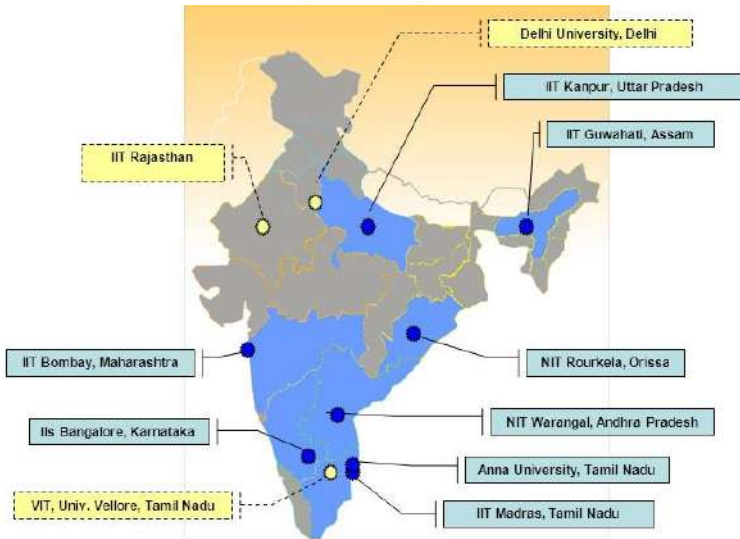 Delhi University, Delhi
IIT Kanpur, Uttar Pradesh
IIT Guwahati, Assam
IIT Rajasthan
IIT Bombay, Maharashtra
NIT Rourkela, Orissa
IIs Bangalore, Karnataka
NIT Warangal, Andhra Pradesh
Anna University, Tamil Nadu
VIT, Univ. Vellore, Tamil Nadu
IIT Madras, Tamil Nadu